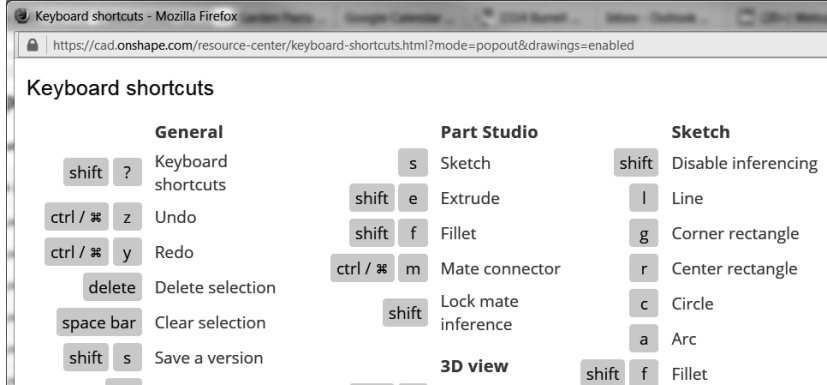 Keyboard shortcuts - Mozilla Firefox
https://cad.onshape.com/resource-center/keyboard-shortcuts.html?mode=popout&drawings=enabled
Keyboard shortcuts
General
shift ? Keyboard
shortcuts
ctrl / ⌘ z Undo
ctrl / ⌘ y Redo
delete Delete selection
space bar Clear selection
shift s Save a version
Part Studio
s Sketch
shift e Extrude
shift f Fillet
ctrl / ⌘ m Mate connector
shift Lock mate
inference
3D view
Sketch
shift Disable inferencing
l Line
g Corner rectangle
r Center rectangle
c Circle
a Arc
shift f Fillet